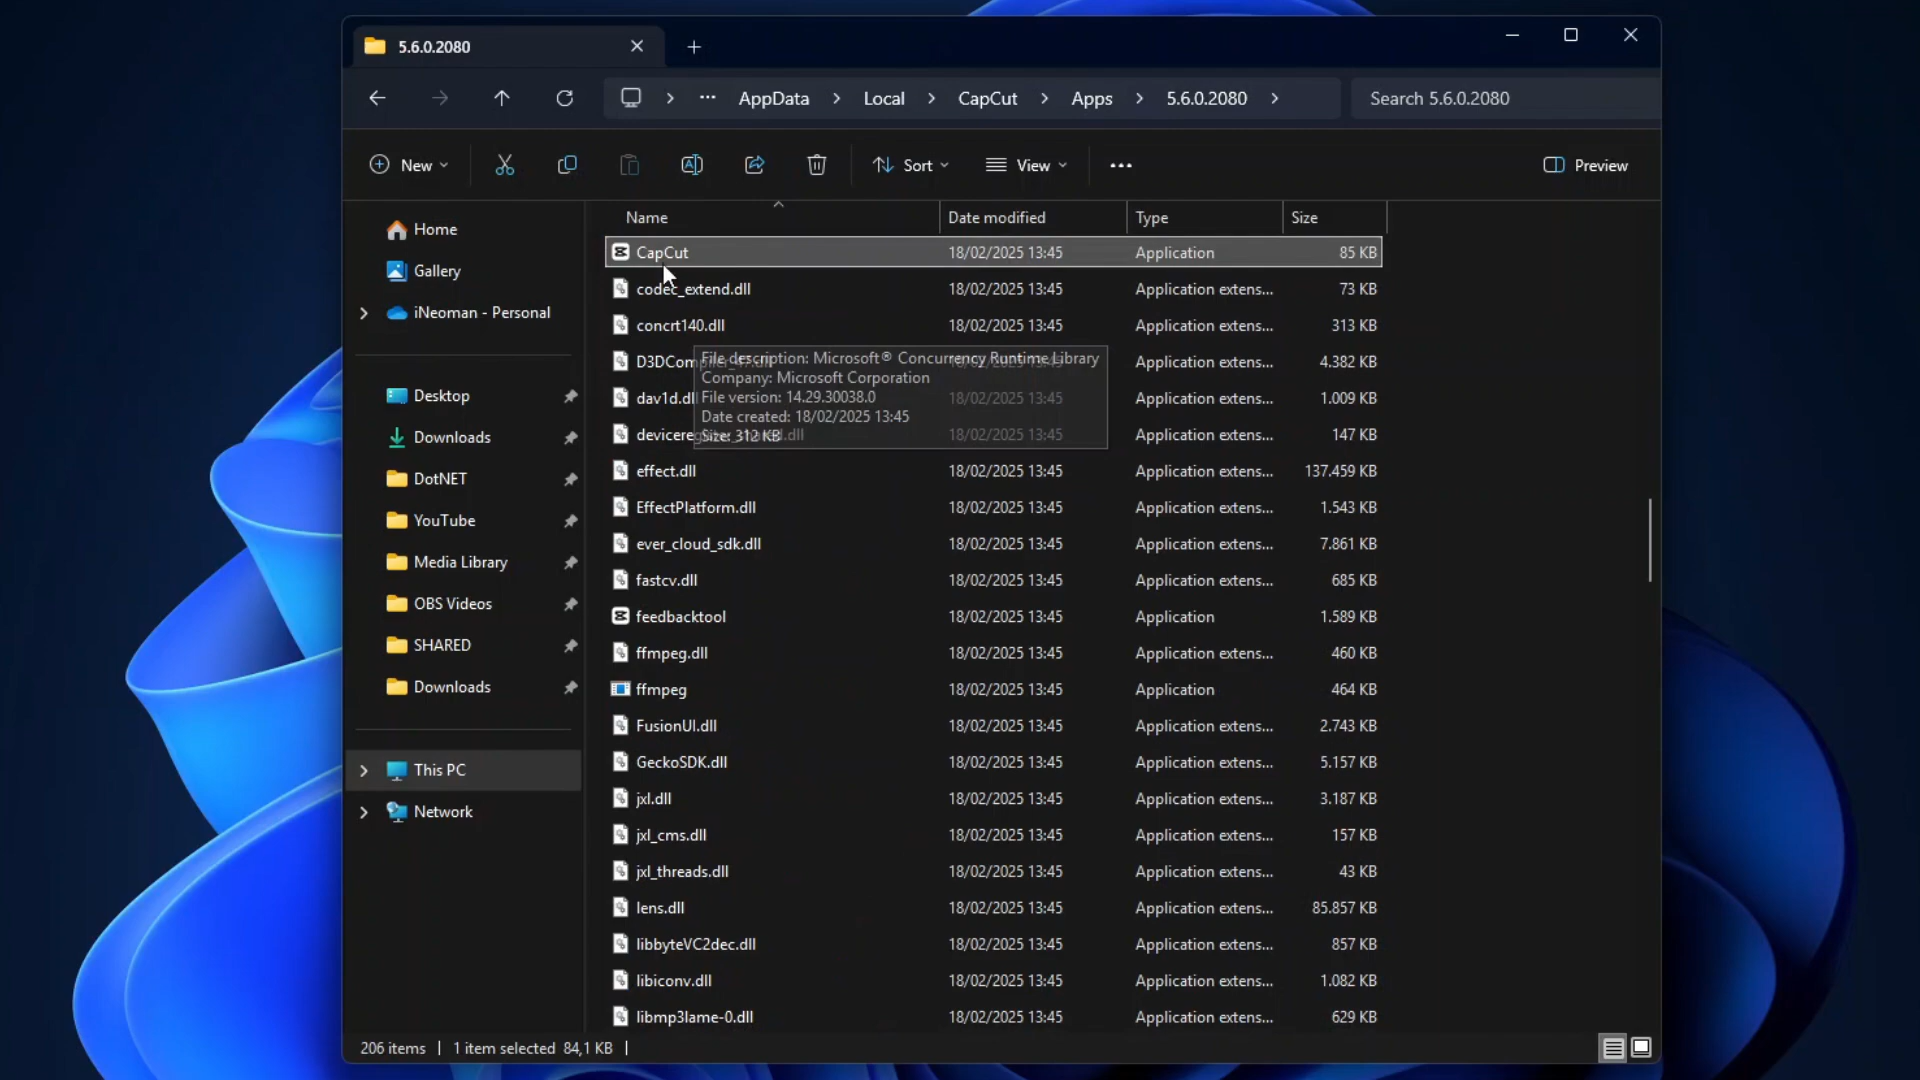 5.6.0.2080
AppData > Local > CapCut > Apps > 5.6.0.2080 >
Search 5.6.0.2080
New
Sort
View
Preview
Home
Gallery
iNeoman - Personal
Desktop
Downloads
DotNET
YouTube
Media Library
OBS Videos
SHARED
Downloads
This PC
Network
Name Date modified Type Size
CapCut 18/02/2025 13:45 Application 85 KB
codec_extend.dll 18/02/2025 13:45 Application extens... 73 KB
concrt140.dll 18/02/2025 13:45 Application extens... 313 KB
D3DCompiler_47.dll 18/02/2025 13:45 Application extens... 4.382 KB
dav1d.dll 18/02/2025 13:45 Application extens... 1.009 KB
18/02/2025 13:45 Application extens... 147 KB
File description: Microsoft® Concurrency Runtime Library
Company: Microsoft Corporation
File version: 14.29.30038.0
Date created: 18/02/2025 13:45
Size: 312 KB
effect.dll 18/02/2025 13:45 Application extens... 137.459 KB
EffectPlatform.dll 18/02/2025 13:45 Application extens... 1.543 KB
ever_cloud_sdk.dll 18/02/2025 13:45 Application extens... 7.861 KB
fastcv.dll 18/02/2025 13:45 Application extens... 685 KB
feedbacktool 18/02/2025 13:45 Application 1.589 KB
ffmpeg.dll 18/02/2025 13:45 Application extens... 460 KB
ffmpeg 18/02/2025 13:45 Application 464 KB
FusionUI.dll 18/02/2025 13:45 Application extens... 2.743 KB
GeckoSDK.dll 18/02/2025 13:45 Application extens... 5.157 KB
jxl.dll 18/02/2025 13:45 Application extens... 3.187 KB
jxl_cms.dll 18/02/2025 13:45 Application extens... 157 KB
jxl_threads.dll 18/02/2025 13:45 Application extens... 43 KB
lens.dll 18/02/2025 13:45 Application extens... 85.857 KB
libbyteVC2dec.dll 18/02/2025 13:45 Application extens... 857 KB
libiconv.dll 18/02/2025 13:45 Application extens... 1.082 KB
libmp3lame-0.dll 18/02/2025 13:45 Application extens... 629 KB
206 items | 1 item selected 84,1 KB |